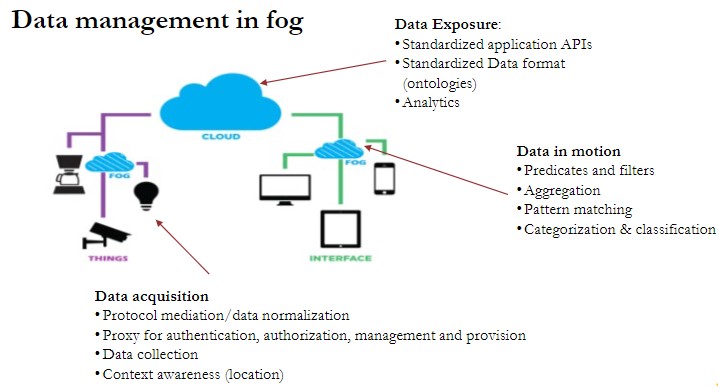 Data management in fog
Data Exposure:
•Standardized application APIs
•Standardized Data format
(ontologies)
•Analytics
CLOUD
FOG
FOG
THINGS
INTERFACE
Data in motion
•Predicates and filters
•Aggregation
•Pattern matching
•Categorization & classification
Data acquisition
•Protocol mediation/data normalization
•Proxy for authentication, authorization, management and provision
•Data collection
•Context awareness (location)